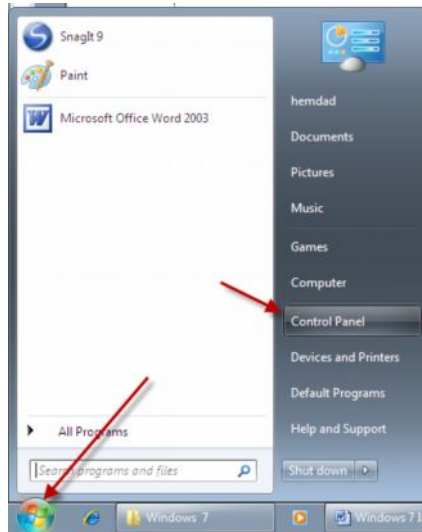 SnagIt 9
Paint
Microsoft Office Word 2003
hemdad
Documents
Pictures
Music
Games
Computer
Control Panel
Devices and Printers
Default Programs
Help and Support
All Programs
Search programs and files
Shut down
Windows 7
Windows 7